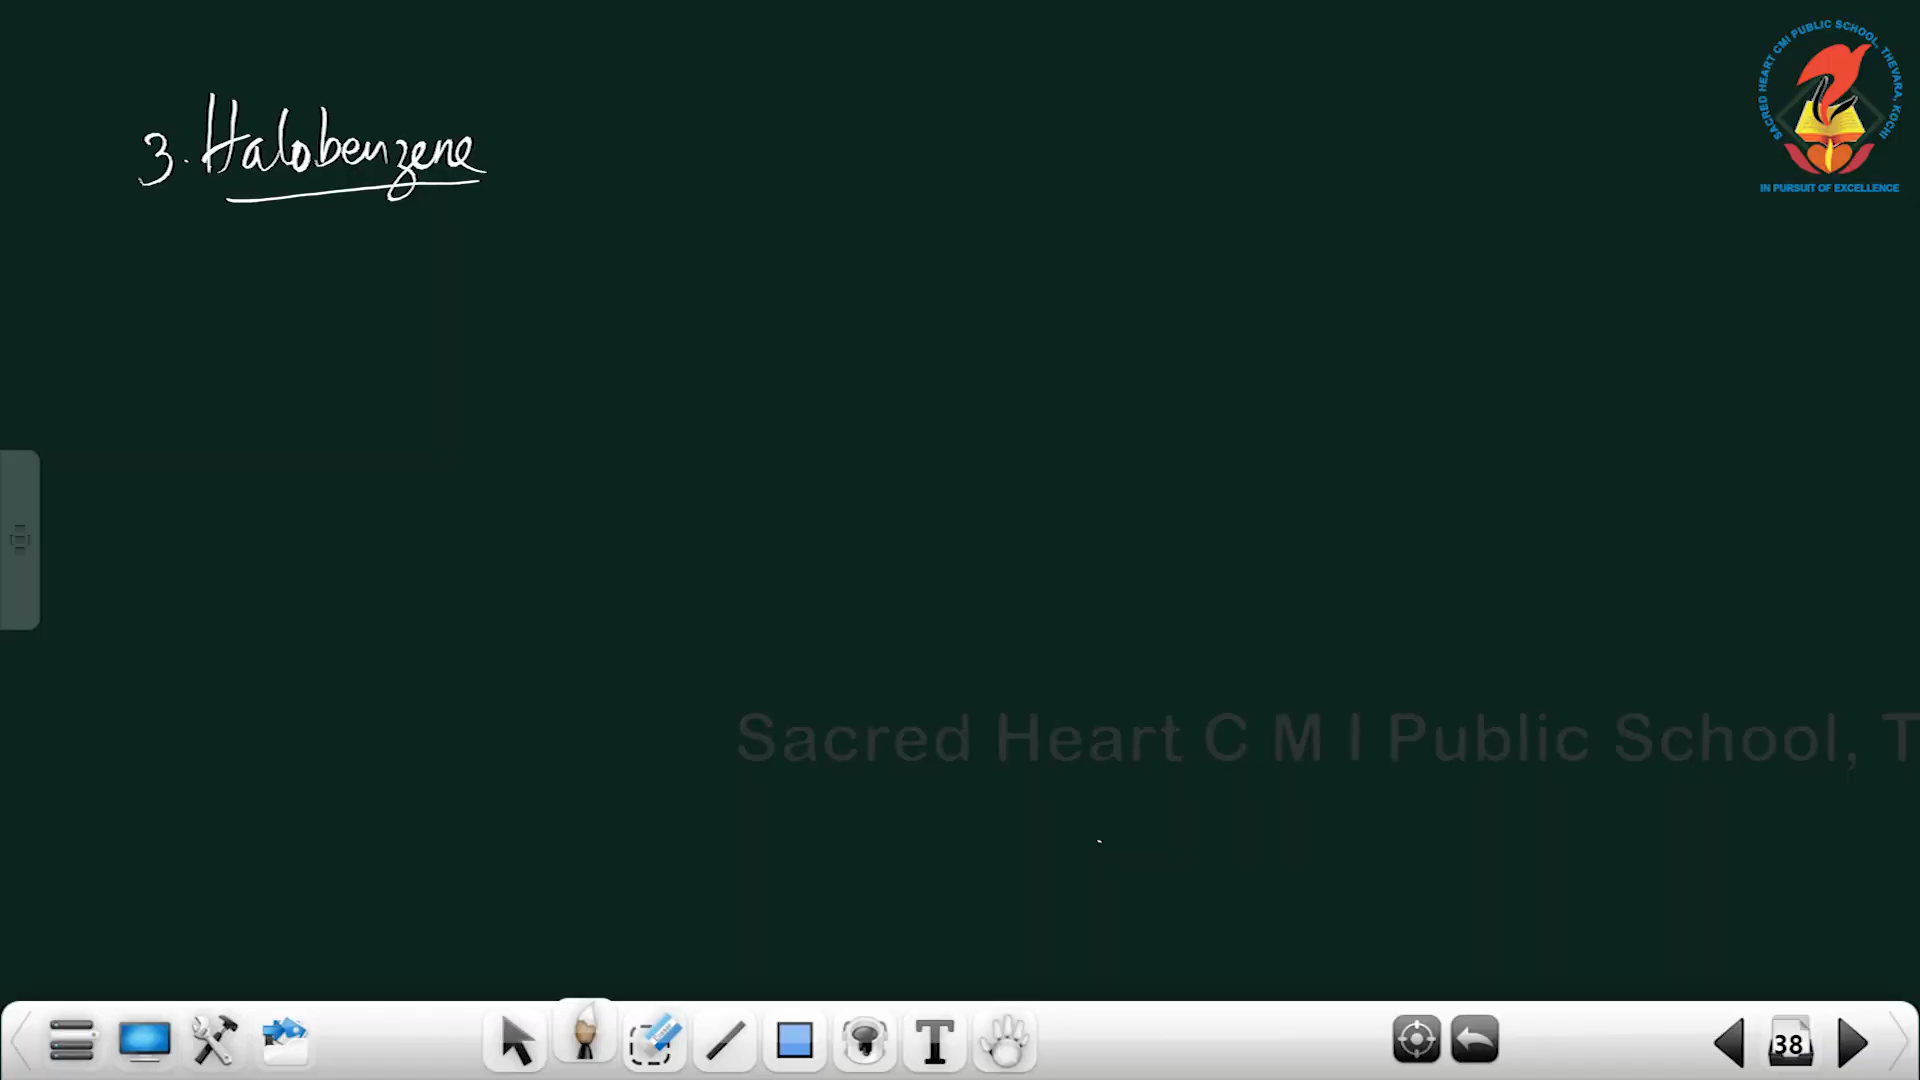 SACRED HEART CMI PUBLIC SCHOOL, THEVARA, KOCHI
IN PURSUIT OF EXCELLENCE
3. Halobenzene
Sacred Heart C M I Public School, T
T
38